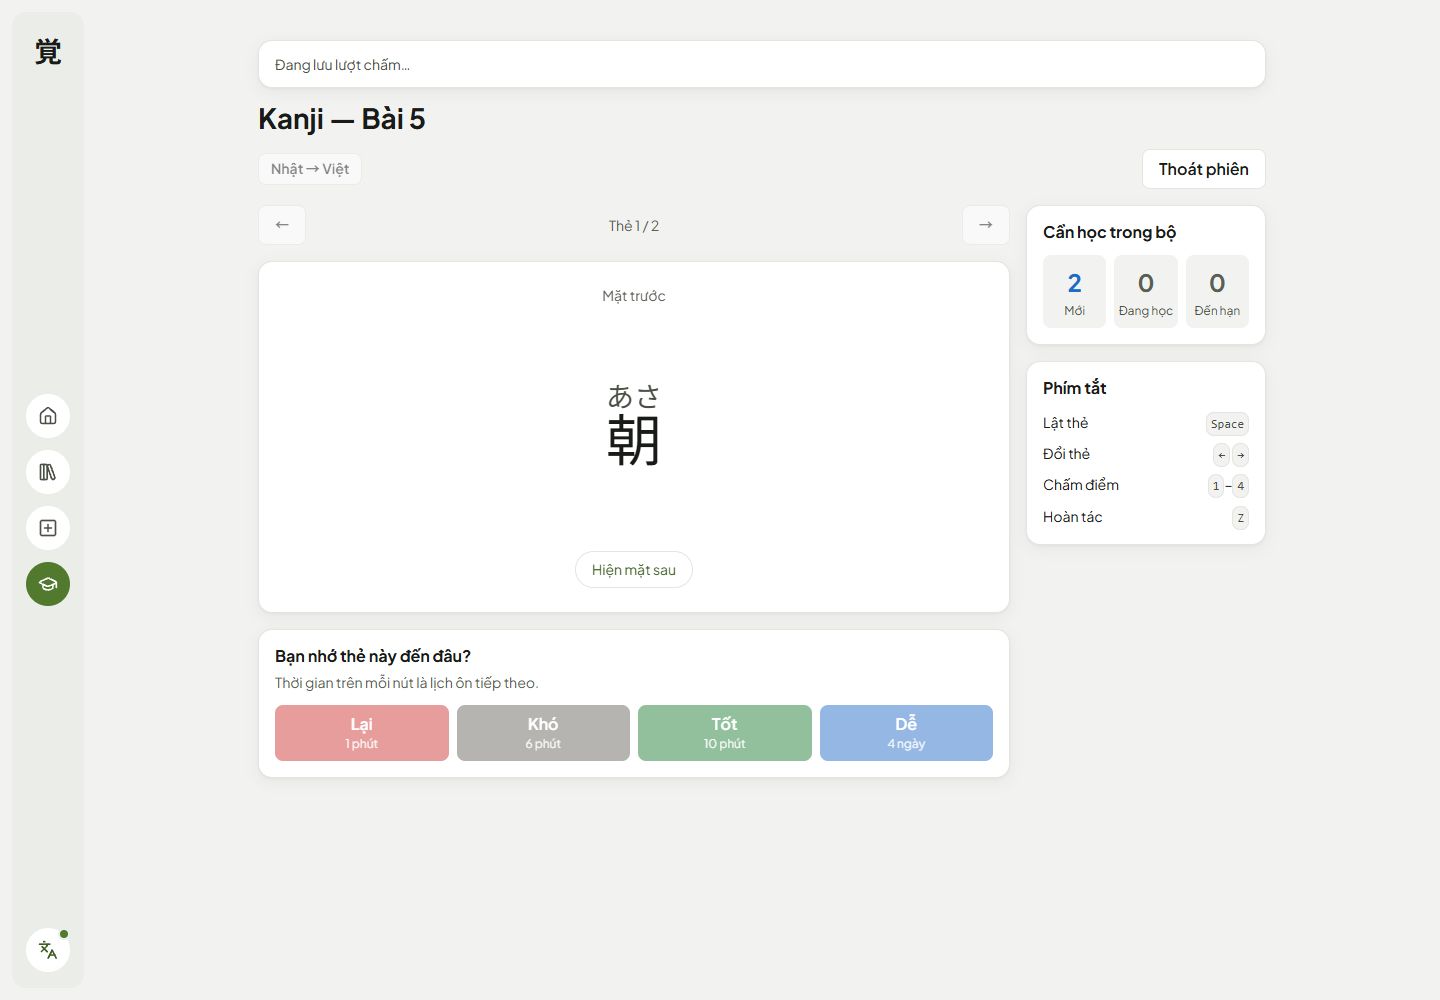 覚
Đang lưu lượt chấm...
Kanji — Bài 5
Nhật → Việt
Thoát phiên
←
Thẻ 1 / 2
→
Mặt trước
あさ
朝
Hiện mặt sau
Bạn nhớ thẻ này đến đâu?
Thời gian trên mỗi nút là lịch ôn tiếp theo.
Lại
1 phút
Khó
6 phút
Tốt
10 phút
Dễ
4 ngày
Cần học trong bộ
2
Mới
0
Đang học
0
Đến hạn
Phím tắt
Lật thẻ Space
Đổi thẻ ← →
Chấm điểm 1 – 4
Hoàn tác Z